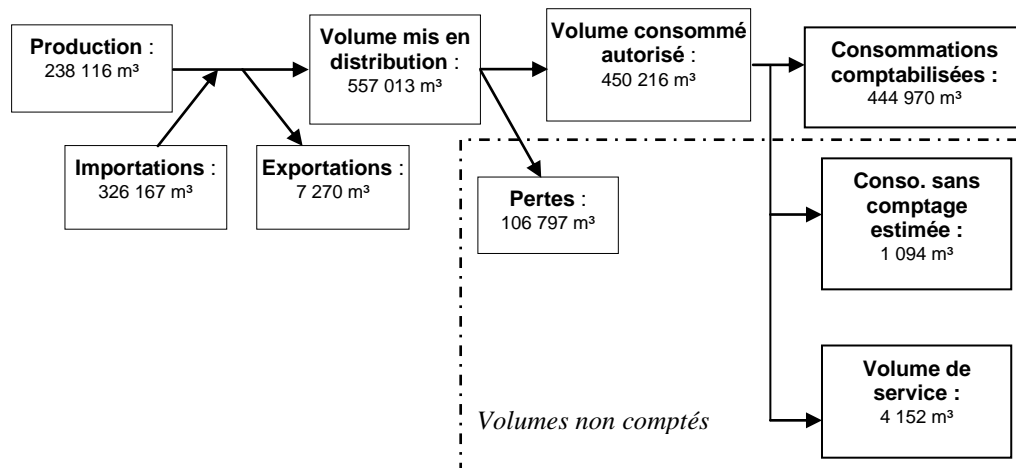 Production :
238 116 m³
Volume mis en
distribution :
557 013 m³
Volume consommé
autorisé :
450 216 m³
Consommations
comptabilisées :
444 970 m³
Importations :
326 167 m³
Exportations :
7 270 m³
Pertes :
106 797 m³
Conso. sans
comptage
estimée :
1 094 m³
Volume de
service :
4 152 m³
Volumes non comptés